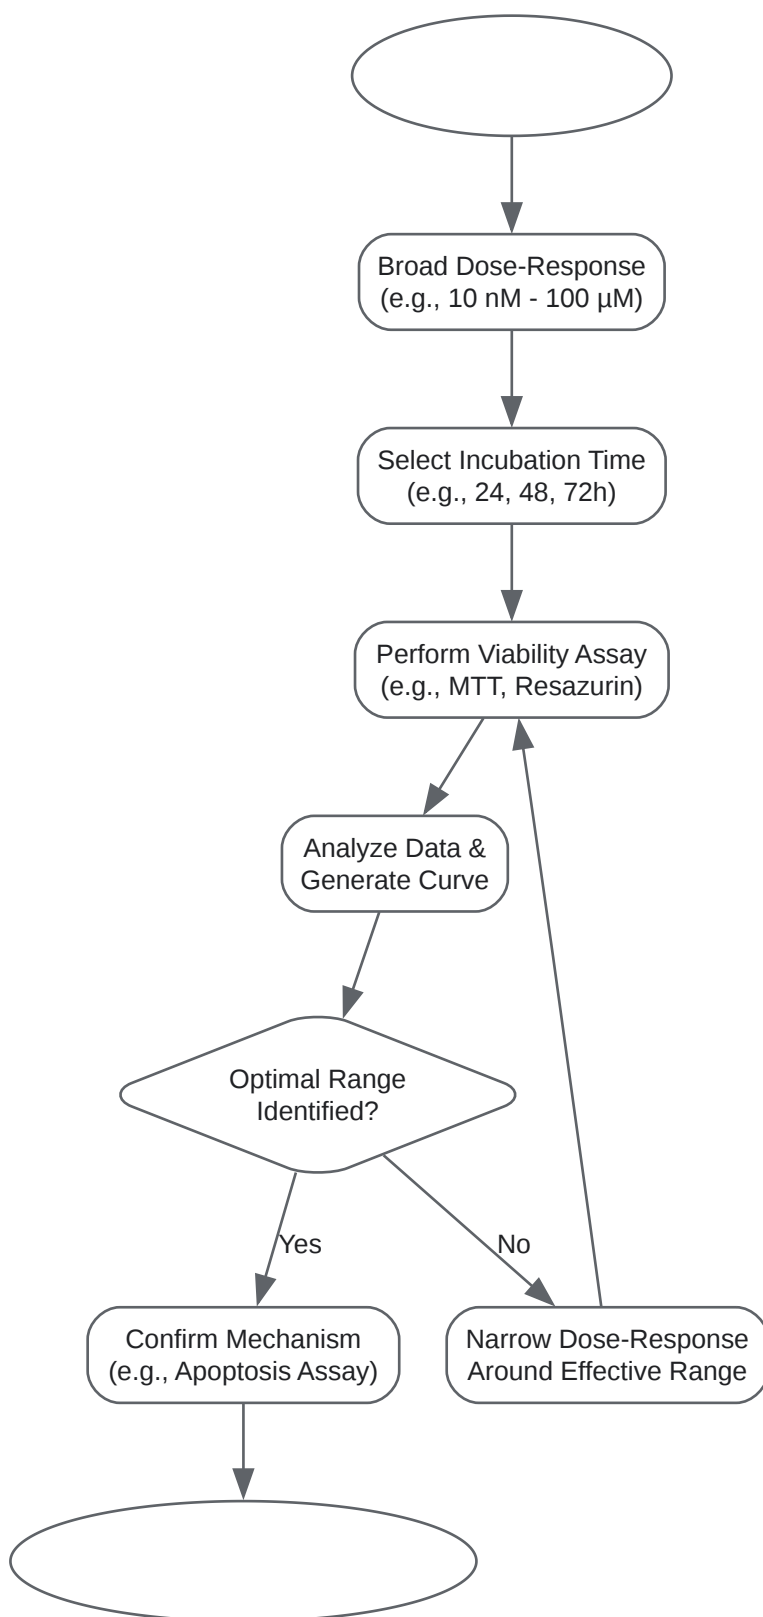 Broad Dose-Response
(e.g., 10 nM - 100 µM)
Select Incubation Time
(e.g., 24, 48, 72h)
Perform Viability Assay
(e.g., MTT, Resazurin)
Analyze Data &
Generate Curve
Optimal Range
Identified?
Yes
No
Confirm Mechanism
(e.g., Apoptosis Assay)
Narrow Dose-Response
Around Effective Range